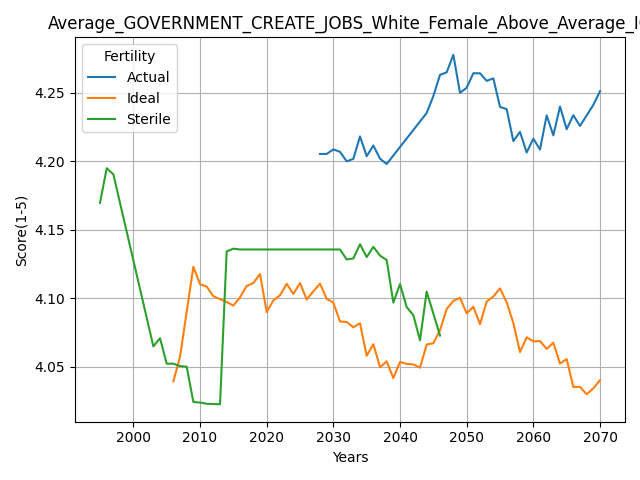 Average_GOVERNMENT_CREATE_JOBS_White_Female_Above_Average_I
Fertility
Actual
Ideal
Sterile
Score(1-5)
4.25
4.20
4.15
4.10
4.05
2000 2010 2020 2030 2040 2050 2060 2070
Years